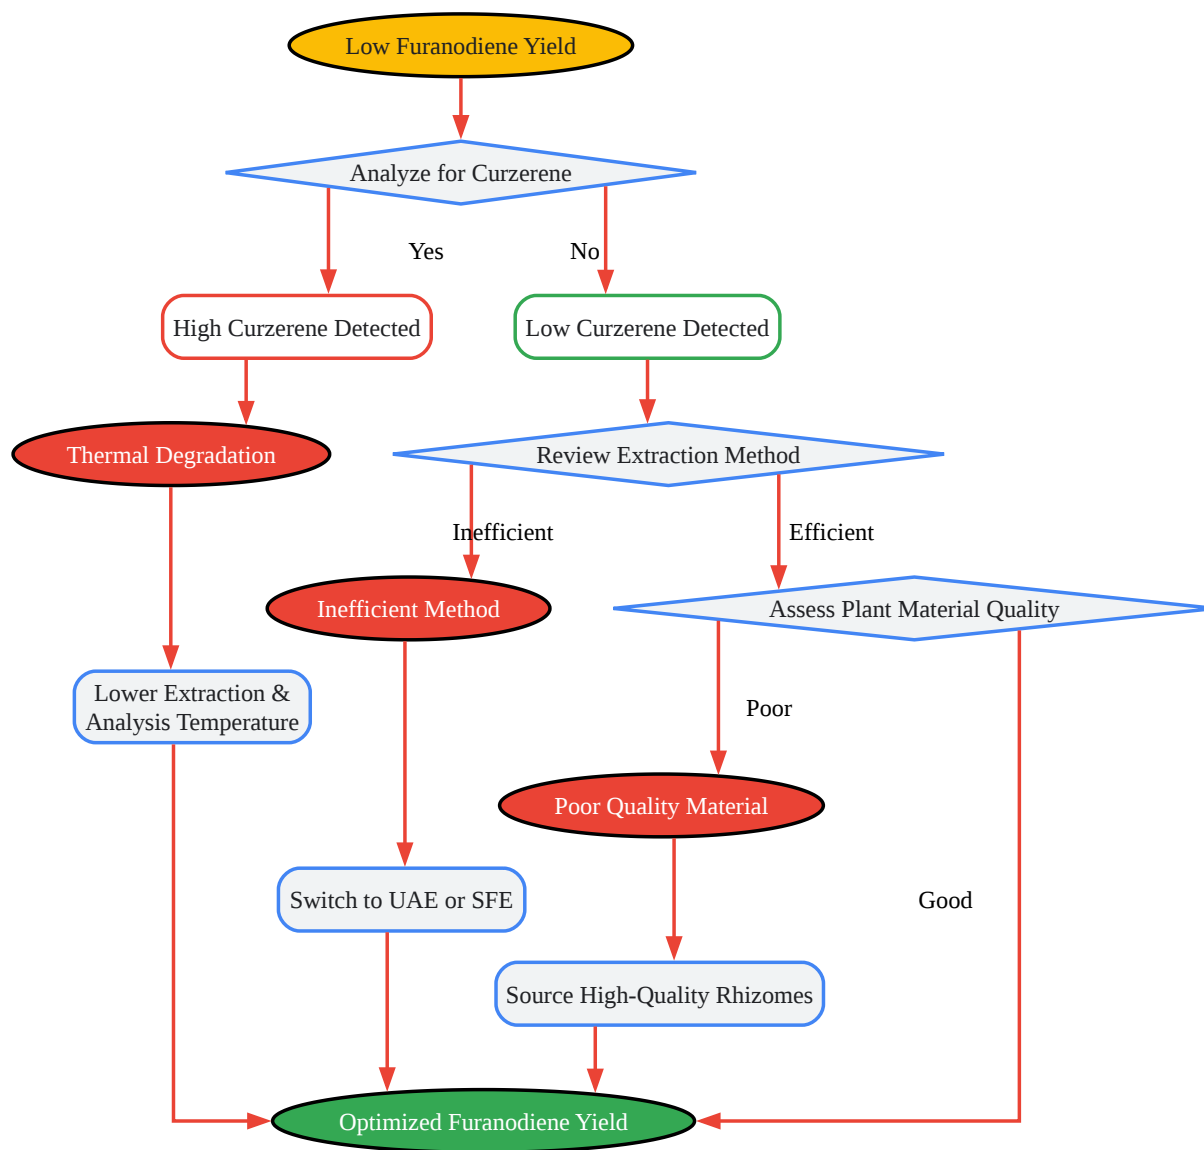 Low Furanodiene Yield
Analyze for Curzerene
Yes
No
High Curzerene Detected
Low Curzerene Detected
Thermal Degradation
Review Extraction Method
Inefficient
Efficient
Inefficient Method
Assess Plant Material Quality
Lower Extraction &
Analysis Temperature
Poor
Poor Quality Material
Switch to UAE or SFE
Good
Source High-Quality Rhizomes
Optimized Furanodiene Yield